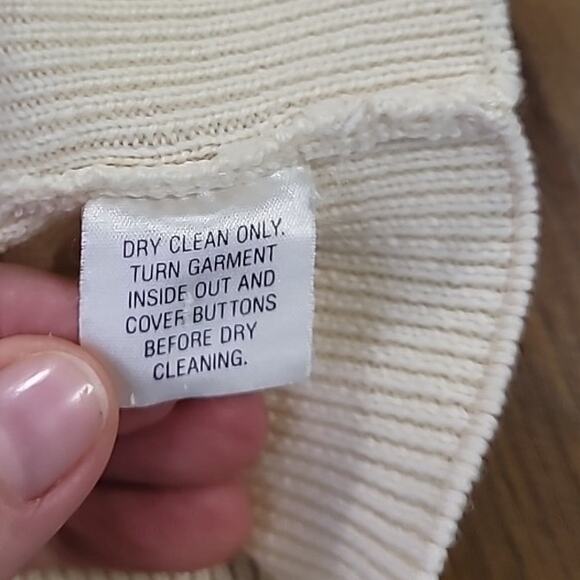 DRY CLEAN ONLY.
TURN GARMENT
INSIDE OUT AND
COVER BUTTONS
BEFORE DRY
CLEANING.